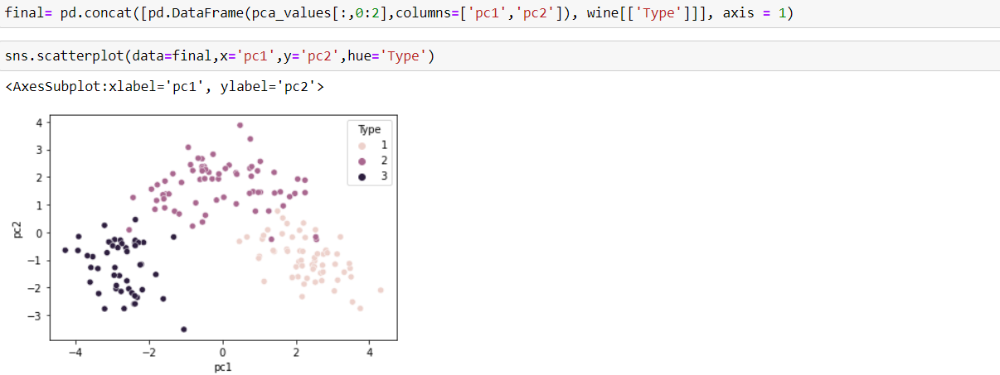 final= pd.concat([pd.DataFrame(pca_values[:,0:2],columns=['pc1','pc2']), wine[['Type']]], axis = 1)
sns.scatterplot(data=final,x='pc1',y='pc2',hue='Type')
<AxesSubplot:xlabel='pc1', ylabel='pc2'>
Type
1
2
3
4
3
2
1
0
−1
−2
−3
pc2
−4 −2 0 2 4
pc1